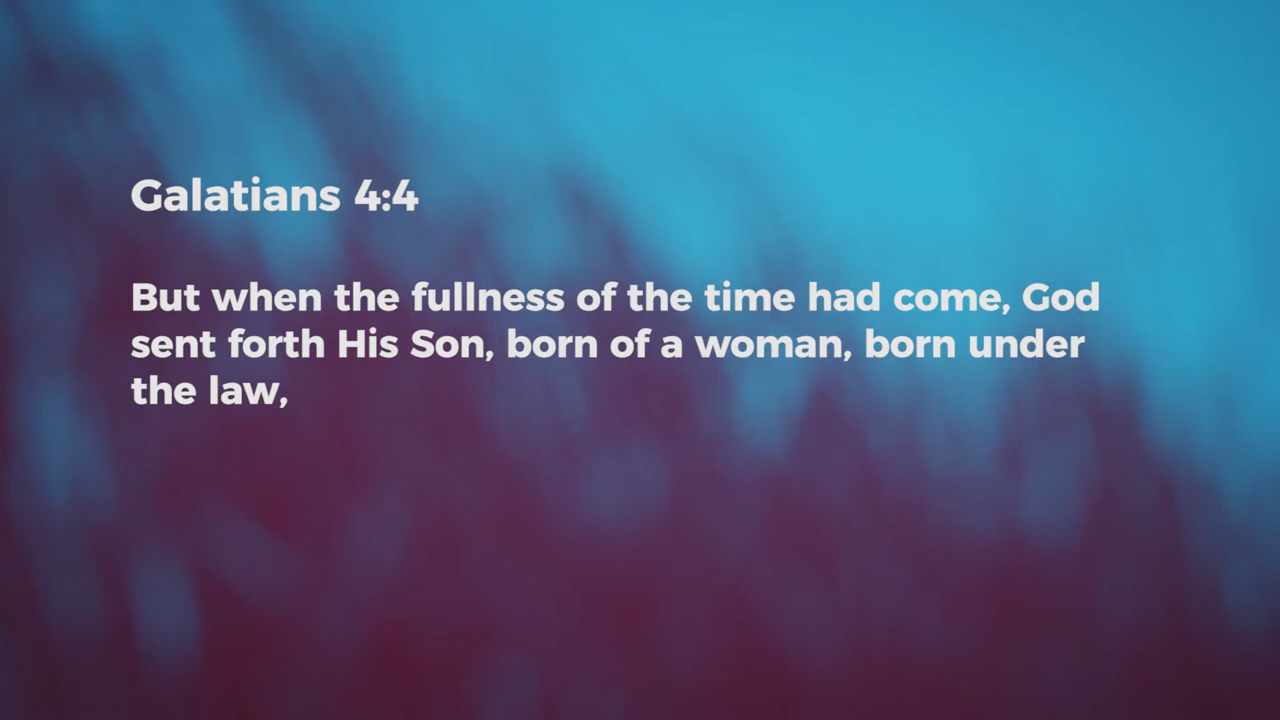 Galatians 4:4
But when the fullness of the time had come, God
sent forth His Son, born of a woman, born under
the law,